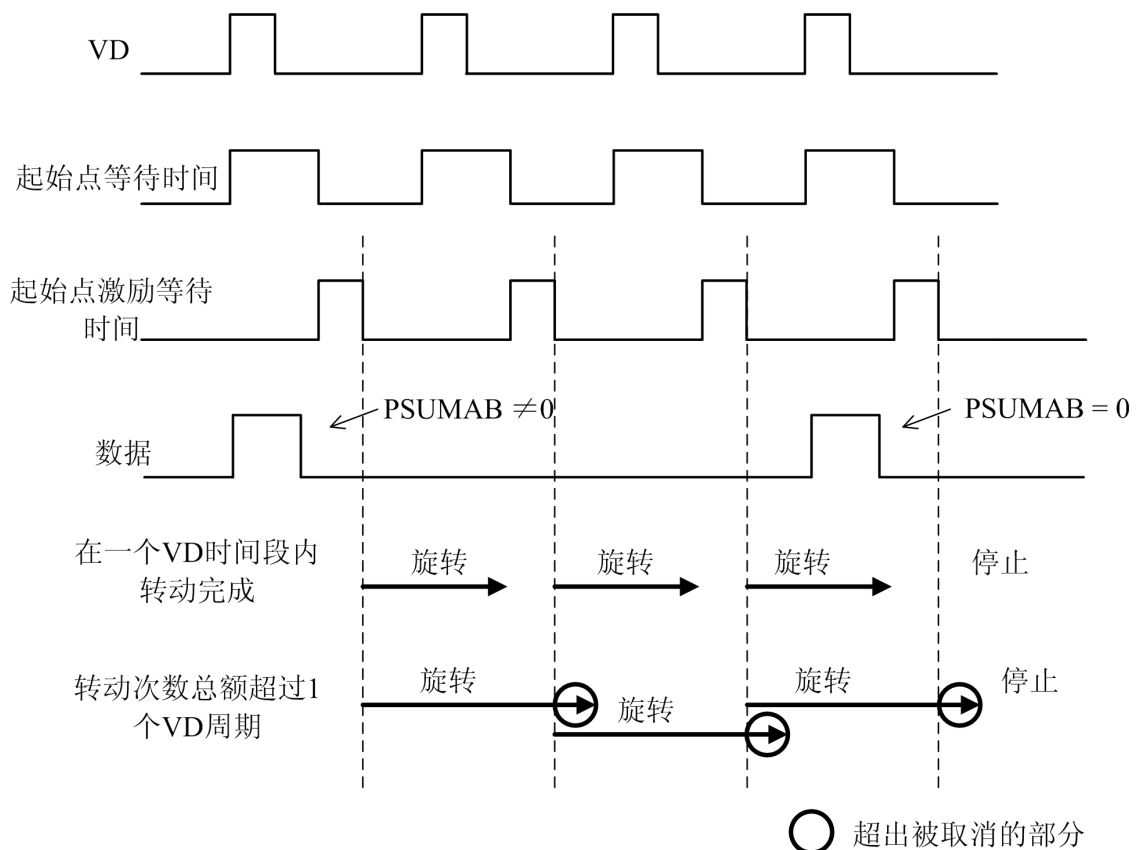 VD
起始点等待时间
起始点激励等待
时间
PSUMAB ≠0
PSUMAB = 0
数据
在一个VD时间段内
转动完成
旋转
旋转
旋转
停止
转动次数总额超过1
个VD周期
旋转
旋转
旋转
停止
超出被取消的部分